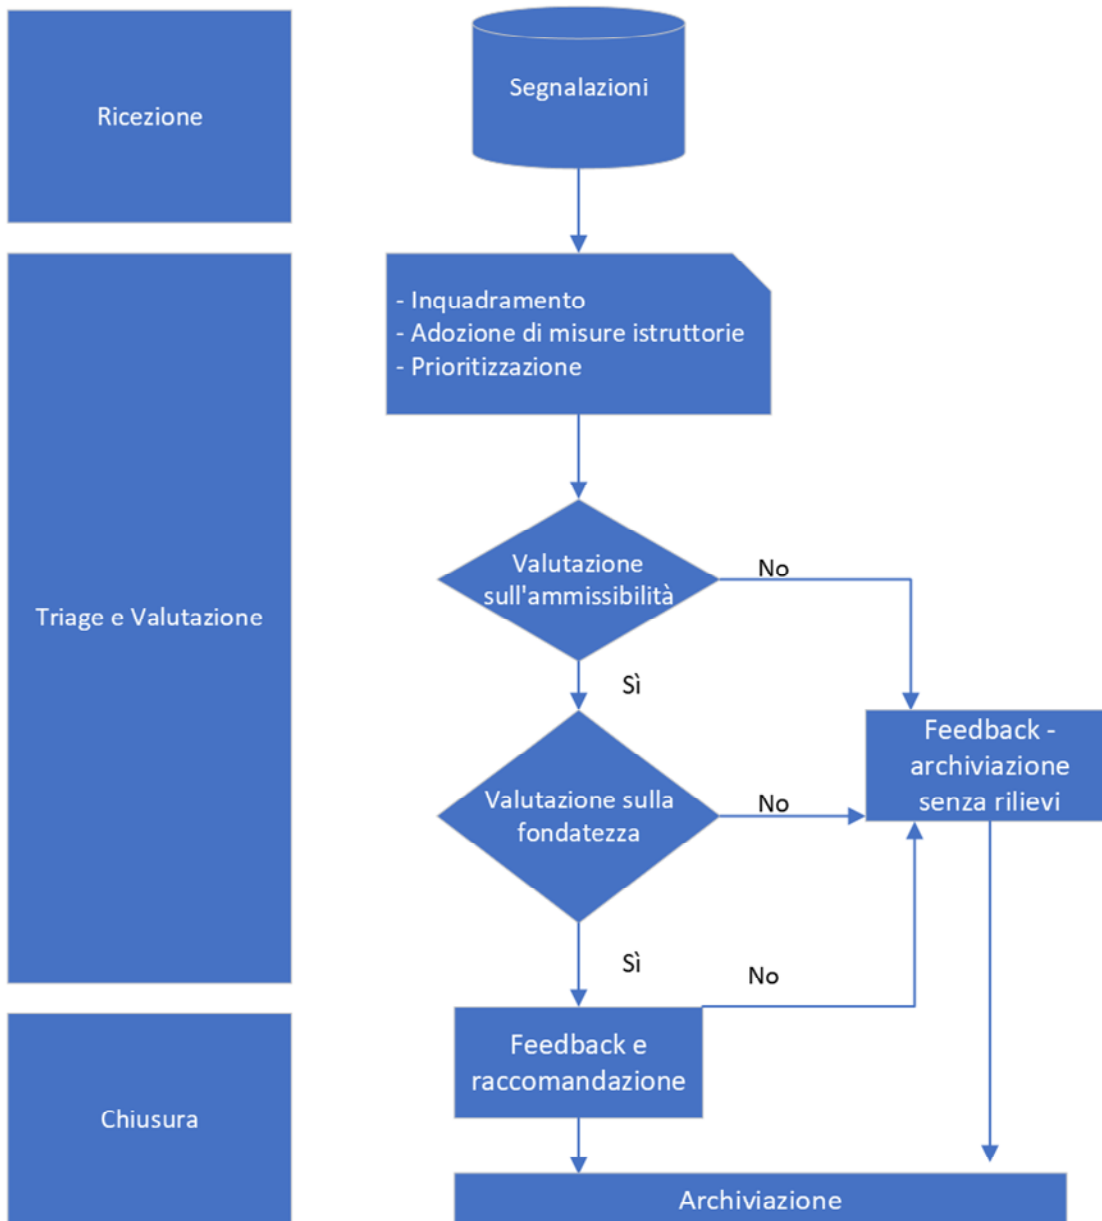 Ricezione
Segnalazioni
- Inquadramento
- Adozione di misure istruttorie
- Prioritizzazione
Triage e Valutazione
Valutazione
sull'ammissibilità
No
Sì
Feedback -
archiviazione
senza rilievi
Valutazione sulla
fondatezza
No
Sì
No
Chiusura
Feedback e
raccomandazione
Archiviazione